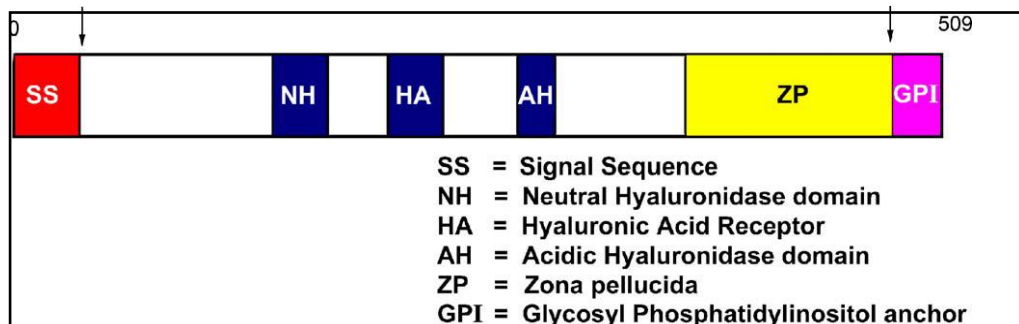 0 509
SS NH HA AH ZP GPI
SS = Signal Sequence
NH = Neutral Hyaluronidase domain
HA = Hyaluronic Acid Receptor
AH = Acidic Hyaluronidase domain
ZP = Zona pellucida
GPI = Glycosyl Phosphatidylinositol anchor